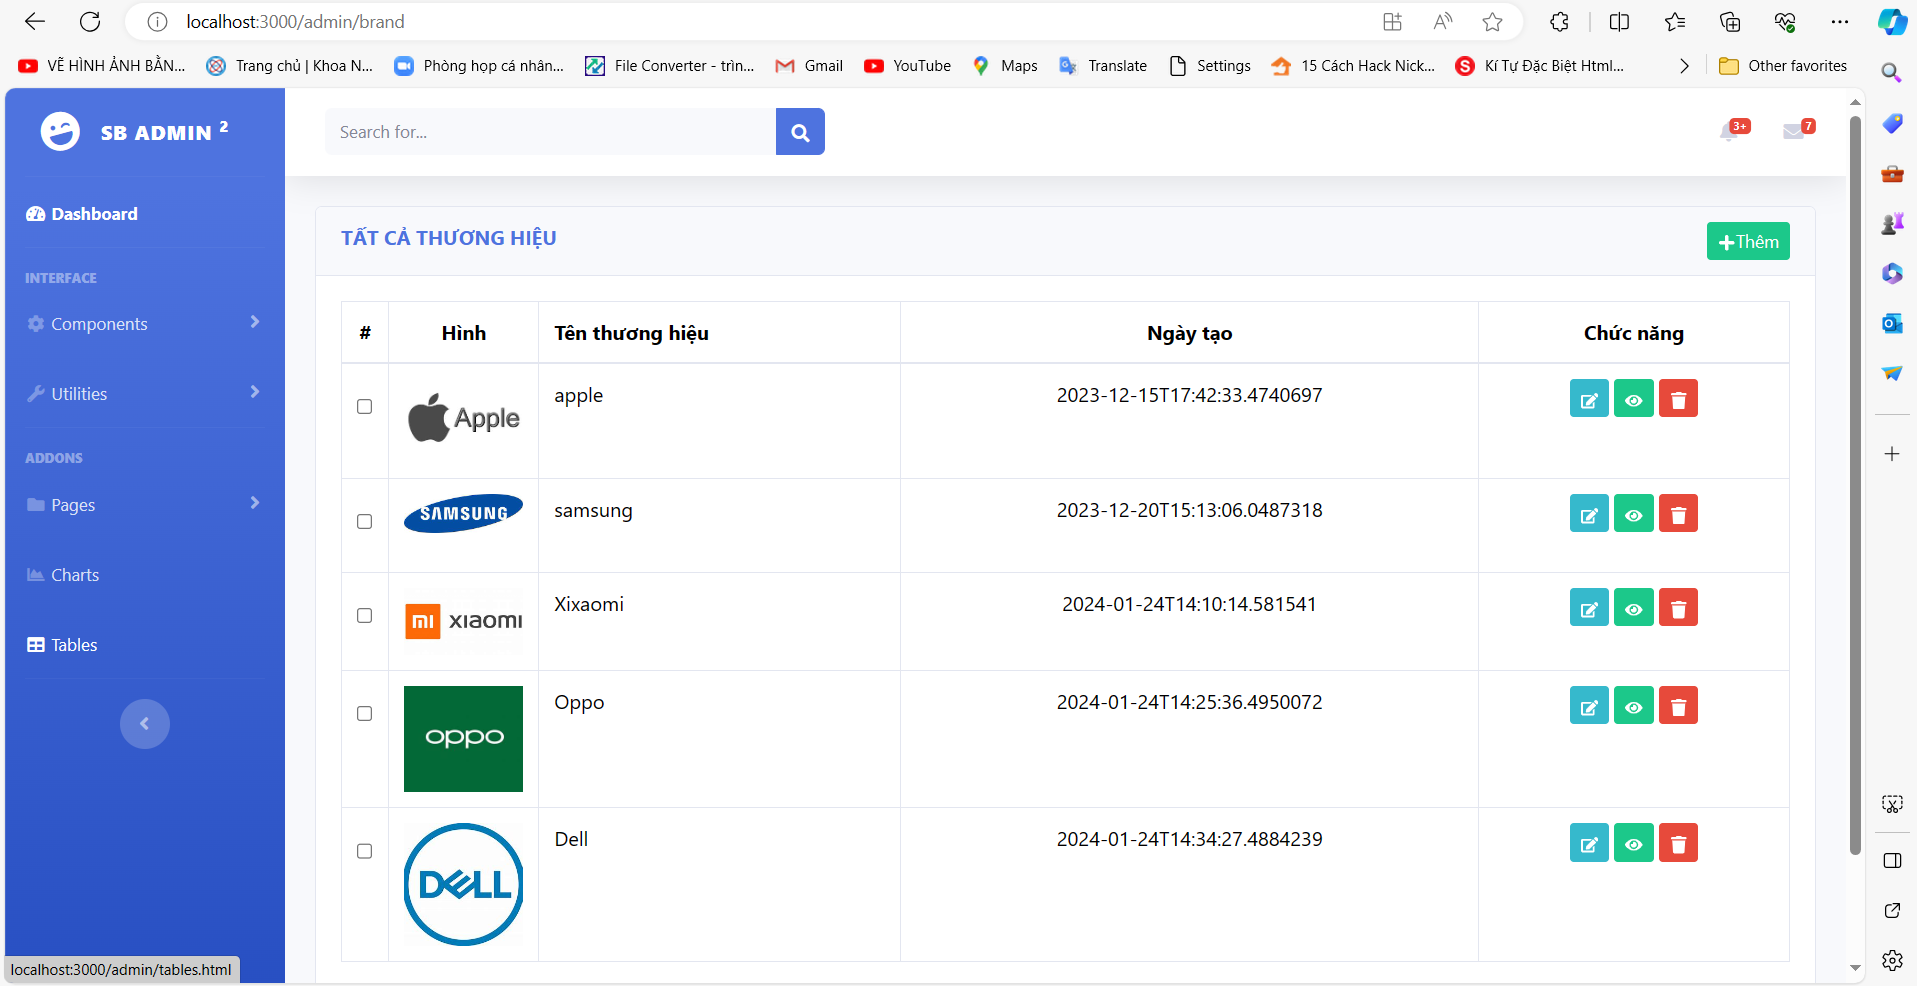 localhost:3000/admin/brand
VẼ HÌNH ẢNH BẰN...
Trang chủ | Khoa N...
Phòng họp cá nhân...
File Converter - trìn...
Gmail
YouTube
Maps
Translate
Settings
15 Cách Hack Nick...
Kí Tự Đặc Biệt Html...
Other favorites
SB ADMIN 2
Search for...
3+
7
Dashboard
INTERFACE
Components
Utilities
ADDONS
Pages
Charts
Tables
TẤT CẢ THƯƠNG HIỆU
Thêm
# Hình Tên thương hiệu Ngày tạo Chức năng
Apple apple 2023-12-15T17:42:33.4740697
SAMSUNG samsung 2023-12-20T15:13:06.0487318
mi xiaomi Xixaomi 2024-01-24T14:10:14.581541
oppo Oppo 2024-01-24T14:25:36.4950072
DELL Dell 2024-01-24T14:34:27.4884239
localhost:3000/admin/tables.html